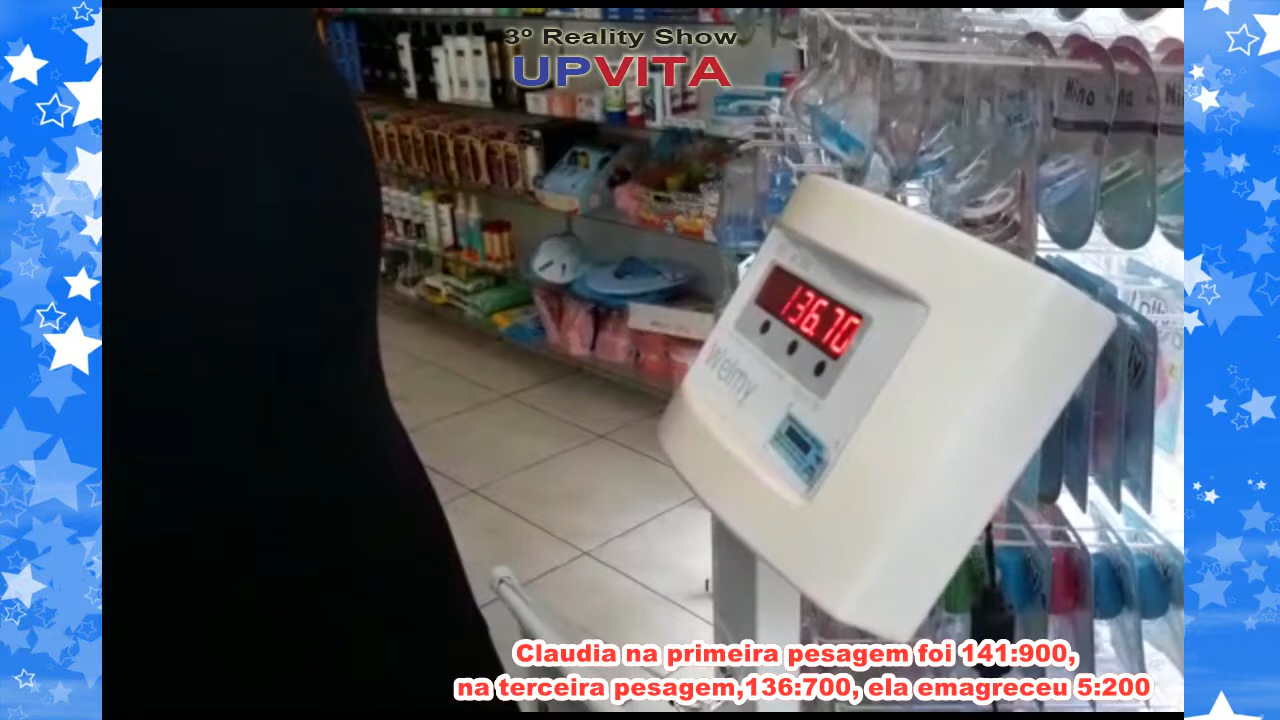 3º Reality Show
UPVITA
136.70
welmy
Claudia na primeira pesagem foi 141:900,
na terceira pesagem,136:700, ela emagreceu 5:200